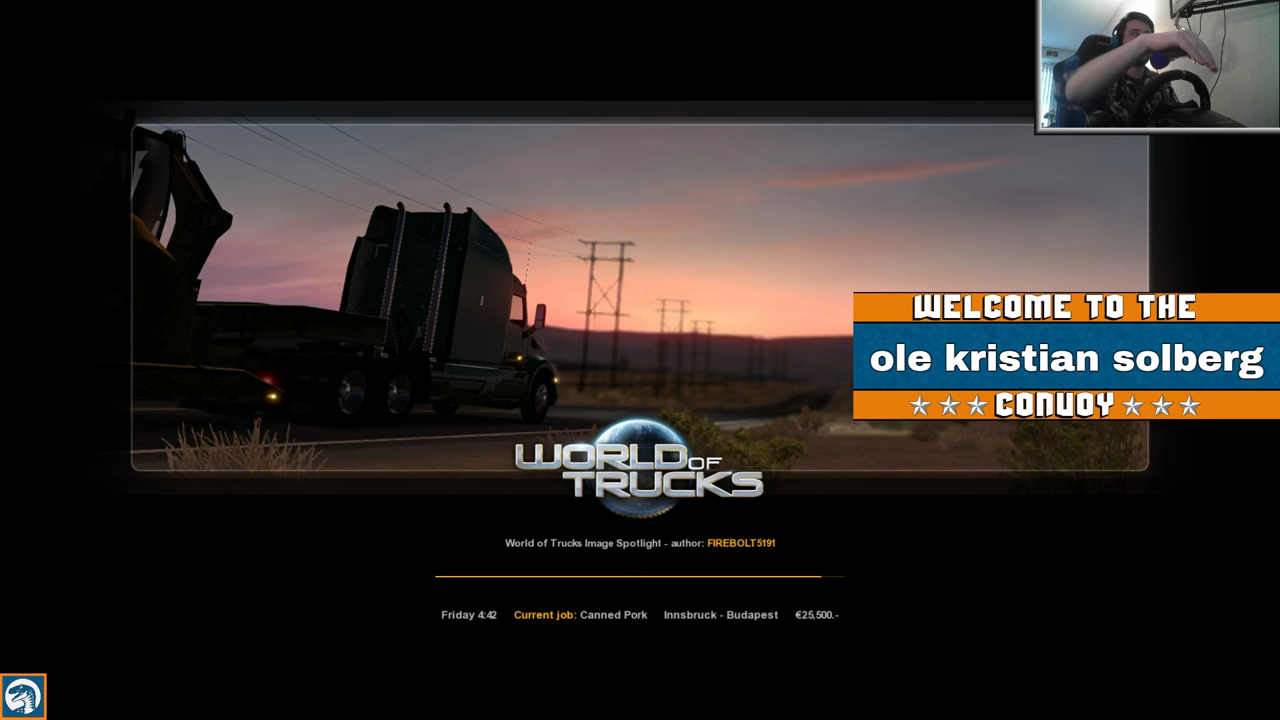 WELCOME TO THE
ole kristian solberg
CONVOY
WORLD OF
TRUCKS
World of Trucks Image Spotlight - author: FIREBOLT5191
Friday 4:42 Current job: Canned Pork Innsbruck - Budapest €25,500.-